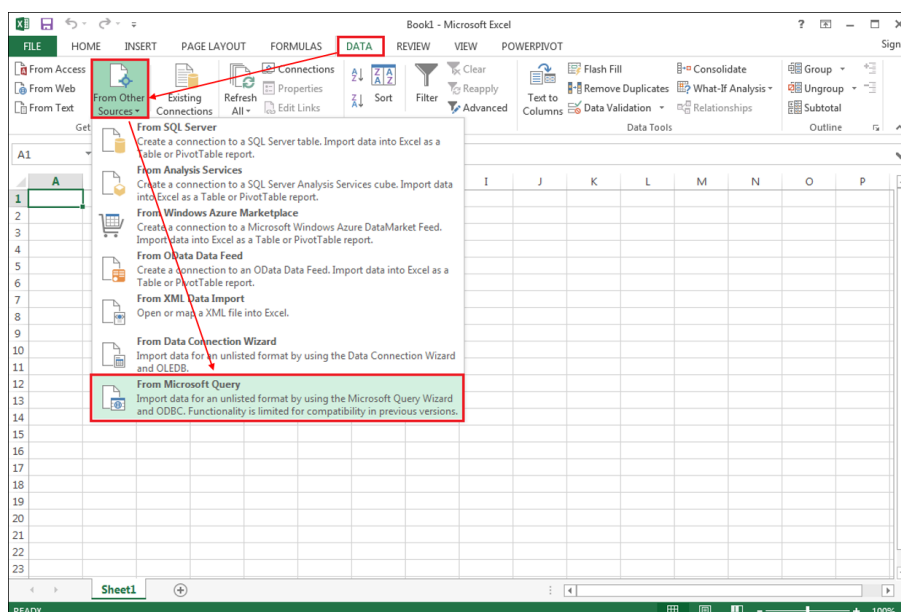 Book1 - Microsoft Excel
FILE HOME INSERT PAGE LAYOUT FORMULAS DATA REVIEW VIEW POWERPIVOT Sign
From Access
From Web
From Text
From Other
Sources
Existing
Connections
Refresh
All
Connections
Properties
Edit Links
Sort
Filter
Clear
Reapply
Advanced
Text to
Columns
Flash Fill
Remove Duplicates
Data Validation
Consolidate
What-If Analysis
Relationships
Group
Ungroup
Subtotal
Get
Data Tools
Outline
From SQL Server
Create a connection to a SQL Server table. Import data into Excel as a
Table or PivotTable report.
From Analysis Services
Create a connection to a SQL Server Analysis Services cube. Import data
into Excel as a Table or PivotTable report.
From Windows Azure Marketplace
Create a connection to a Microsoft Windows Azure DataMarket Feed.
Import data into Excel as a Table or PivotTable report.
From OData Data Feed
Create a connection to an OData Data Feed. Import data into Excel as a
Table or PivotTable report.
From XML Data Import
Open or map a XML file into Excel.
From Data Connection Wizard
Import data for an unlisted format by using the Data Connection Wizard
and OLEDB.
From Microsoft Query
Import data for an unlisted format by using the Microsoft Query Wizard
and ODBC. Functionality is limited for compatibility in previous versions.
A1
A I J K L M N O P
1
2
3
4
5
6
7
8
9
10
11
12
13
14
15
16
17
18
19
20
21
22
23
Sheet1
READY
100%